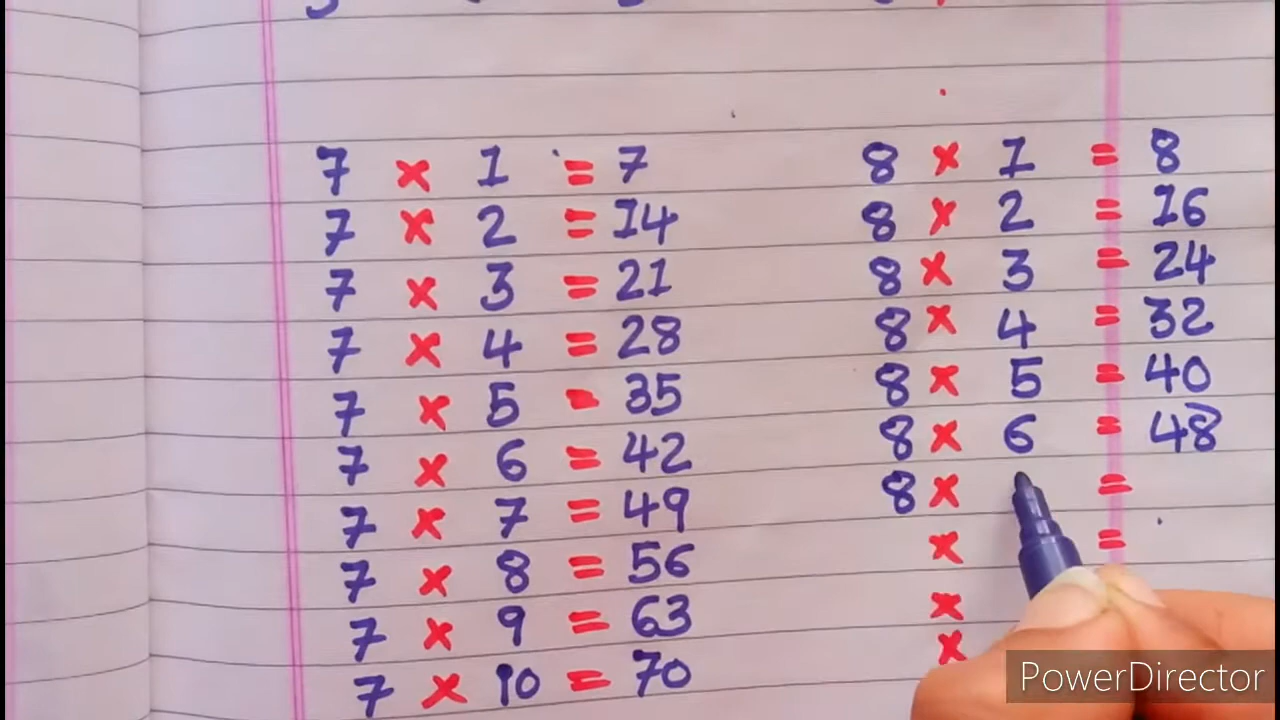 7 × 1 = 7
7 × 2 = 14
7 × 3 = 21
7 × 4 = 28
7 × 5 = 35
7 × 6 = 42
7 × 7 = 49
7 × 8 = 56
7 × 9 = 63
7 × 10 = 70
8 × 1 = 8
8 × 2 = 16
8 × 3 = 24
8 × 4 = 32
8 × 5 = 40
8 × 6 = 48
8 × =
× =
×
×
PowerDirector